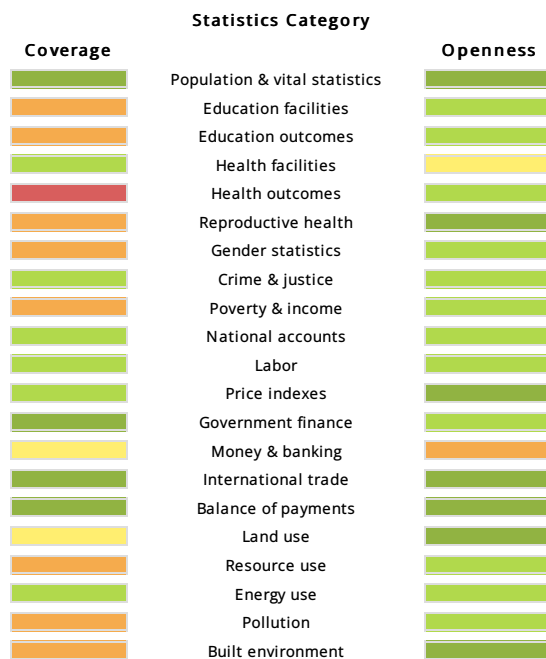 Statistics Category
Coverage Openness
Population & vital statistics
Education facilities
Education outcomes
Health facilities
Health outcomes
Reproductive health
Gender statistics
Crime & justice
Poverty & income
National accounts
Labor
Price indexes
Government finance
Money & banking
International trade
Balance of payments
Land use
Resource use
Energy use
Pollution
Built environment